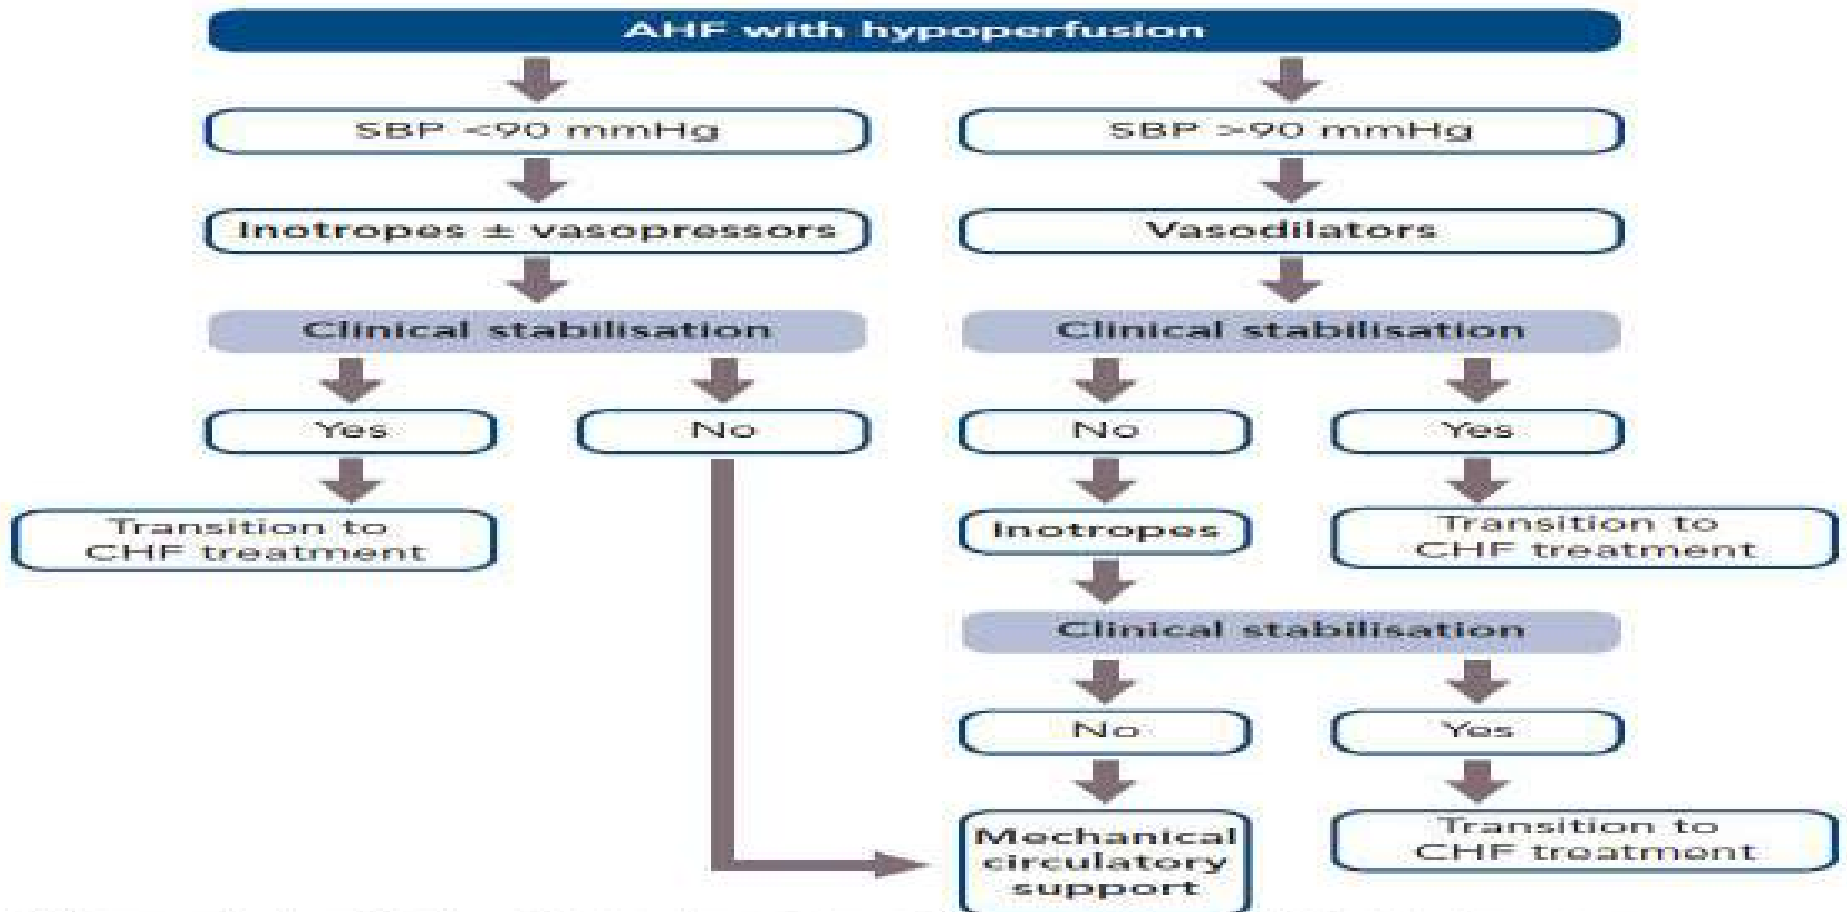 AHF with hypoperfusion
SBP <90 mmHg
SBP >90 mmHg
Inotropes ± vasopressors
Vasodilators
Clinical stabilisation
Clinical stabilisation
Yes
No
No
Yes
Transition to
CHF treatment
Inotropes
Transition to
CHF treatment
Clinical stabilisation
No
Yes
Mechanical
circulatory
support
Transition to
CHF treatment